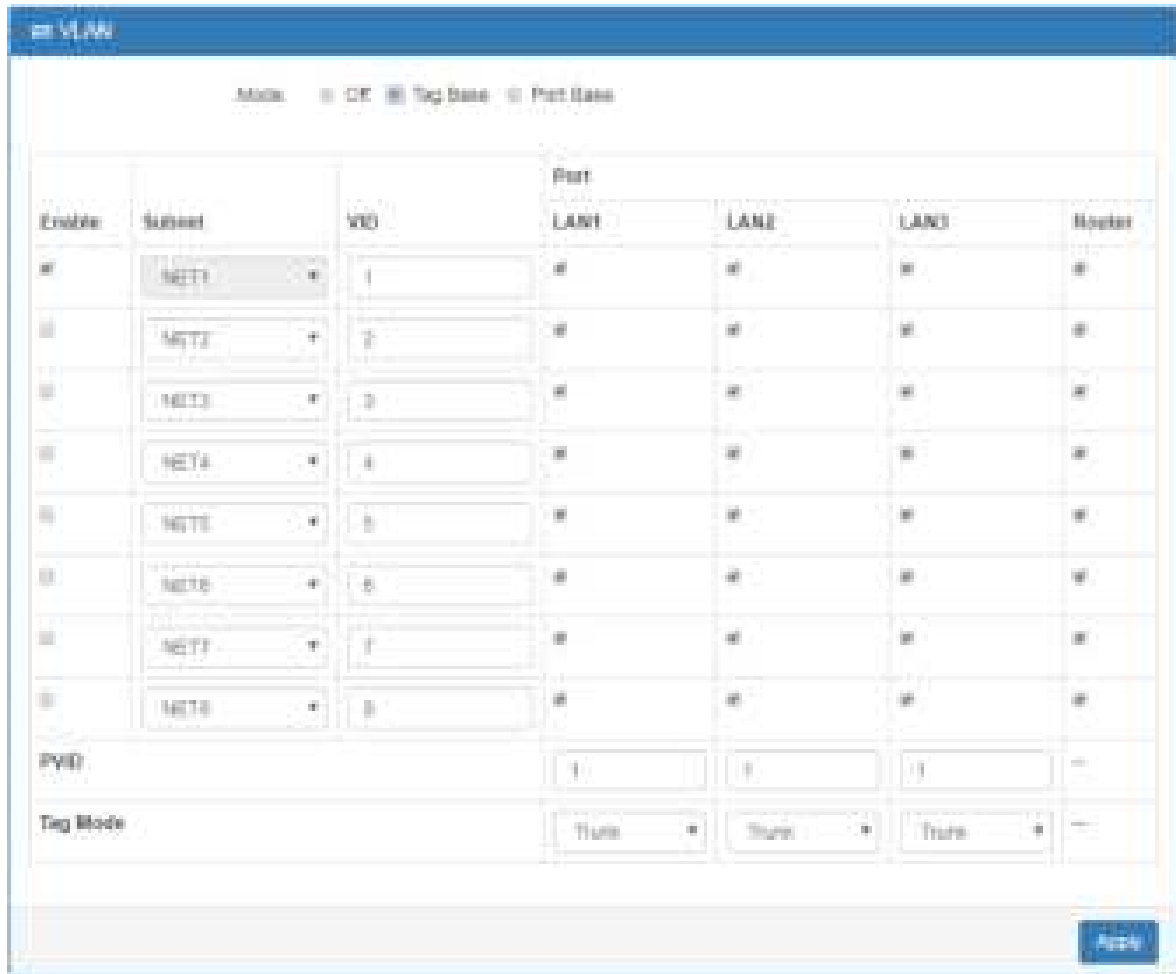 VLAN
Mode Off Tag Base Port Base
Port
Enable Subnet VID LAN1 LAN2 LAN3 Router
NET1 1
NET2 2
NET3 3
NET4 4
NET5 5
NET6 6
NET7 7
NET8 8
PVID 1 1 1 --
Tag Mode Trunk Trunk Trunk --
Apply